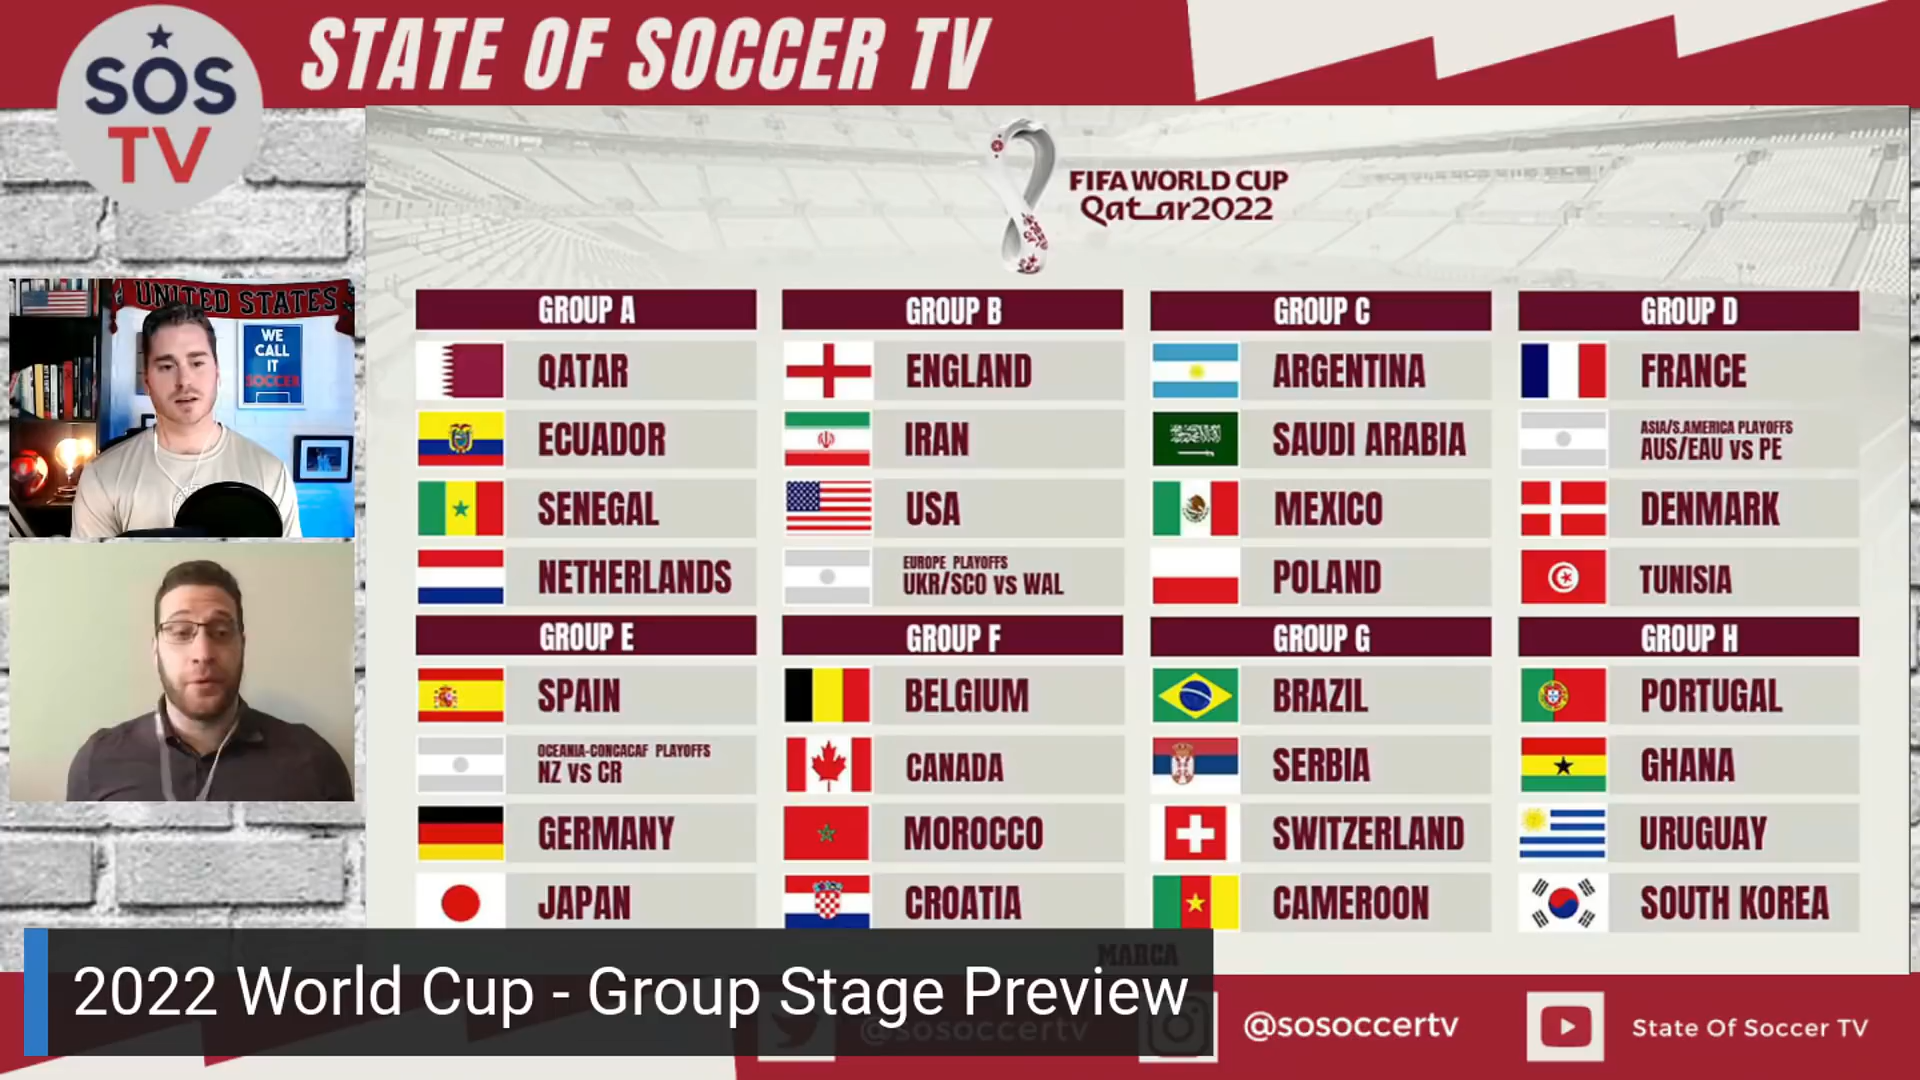 STATE OF SOCCER TV
SOS
TV
FIFA WORLD CUP
Qatar2022
UNITED STATES
WE
CALL
IT
SOCCER
GROUP A
QATAR
ECUADOR
SENEGAL
NETHERLANDS
GROUP B
ENGLAND
IRAN
USA
EUROPE PLAYOFFS
UKR/SCO VS WAL
GROUP C
ARGENTINA
SAUDI ARABIA
MEXICO
POLAND
GROUP D
FRANCE
ASIA/S.AMERICA PLAYOFFS
AUS/EAU VS PE
DENMARK
TUNISIA
GROUP E
SPAIN
OCEANIA-CONCACAF PLAYOFFS
NZ VS CR
GERMANY
JAPAN
GROUP F
BELGIUM
CANADA
MOROCCO
CROATIA
GROUP G
BRAZIL
SERBIA
SWITZERLAND
CAMEROON
GROUP H
PORTUGAL
GHANA
URUGUAY
SOUTH KOREA
MARCA
2022 World Cup - Group Stage Preview
@sosoccertv
@sosoccertv
State Of Soccer TV